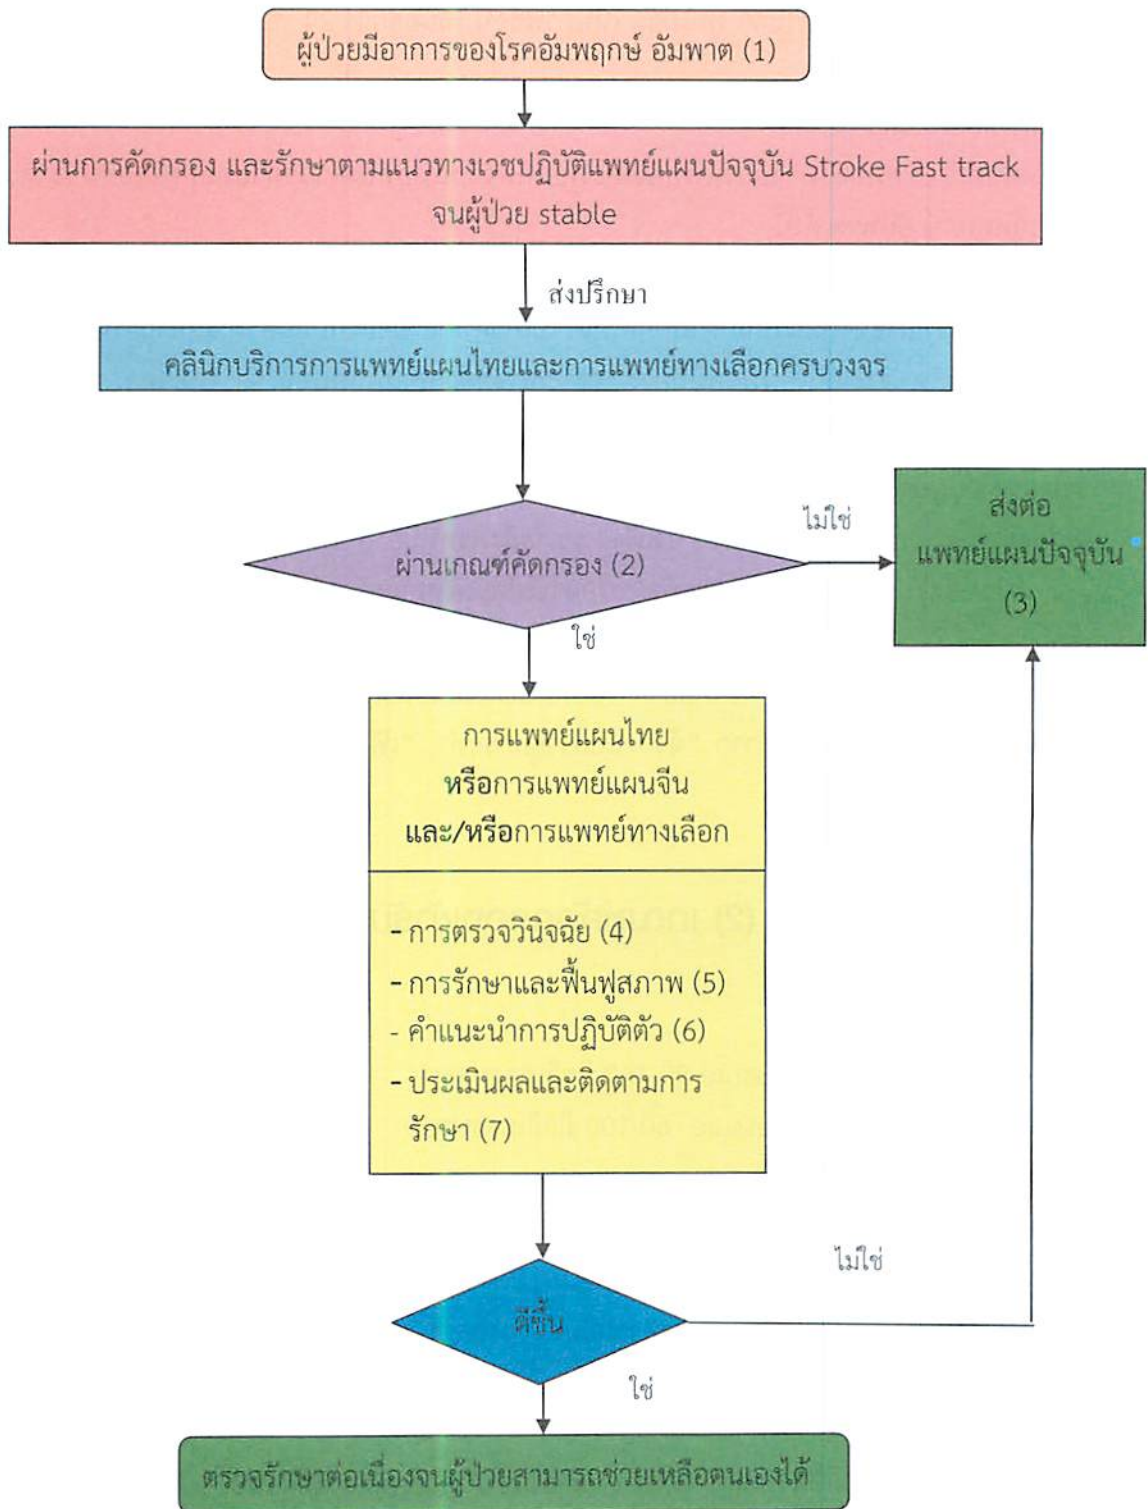 ผู้ป่วยมีอาการของโรคอัมพฤกษ์ อัมพาต (1)
ผ่านการคัดกรอง และรักษาตามแนวทางเวชปฏิบัติแพทย์แผนปัจจุบัน Stroke Fast track
จนผู้ป่วย stable
ส่งปรึกษา
คลินิกบริการการแพทย์แผนไทยและการแพทย์ทางเลือกครบวงจร
ผ่านเกณฑ์คัดกรอง (2)
ไม่ใช่
ส่งต่อ
แพทย์แผนปัจจุบัน
(3)
ใช่
การแพทย์แผนไทย
หรือการแพทย์แผนจีน
และ/หรือการแพทย์ทางเลือก
- การตรวจวินิจฉัย (4)
- การรักษาและฟื้นฟูสภาพ (5)
- คำแนะนำการปฏิบัติตัว (6)
- ประเมินผลและติดตามการ
รักษา (7)
ดีขึ้น
ไม่ใช่
ใช่
ตรวจรักษาต่อเนื่องจนผู้ป่วยสามารถช่วยเหลือตนเองได้